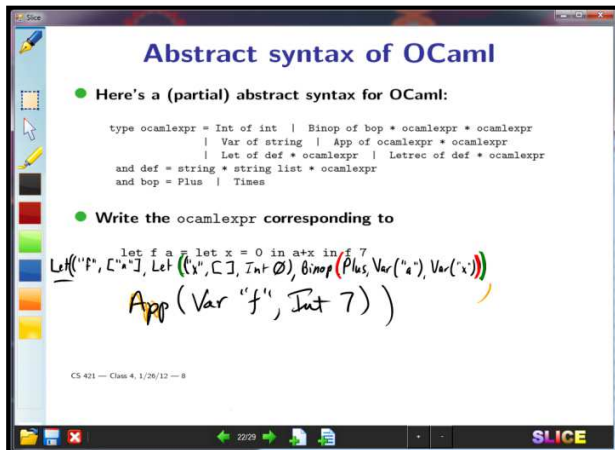 Slice
Abstract syntax of OCaml
Here's a (partial) abstract syntax for OCaml:
type ocamlexpr = Int of int | Binop of bop * ocamlexpr * ocamlexpr
| Var of string | App of ocamlexpr * ocamlexpr
| Let of def * ocamlexpr | Letrec of def * ocamlexpr
and def = string * string list * ocamlexpr
and bop = Plus | Times
Write the ocamlexpr corresponding to
let f a = let x = 0 in a+x in f 7
Let(("f", ["a"], Let (("x", [ ], Int 0), Binop (Plus, Var("a"), Var("x")))),
App (Var "f", Int 7))
CS 421 — Class 4, 1/26/12 — 8
22/29
SLICE